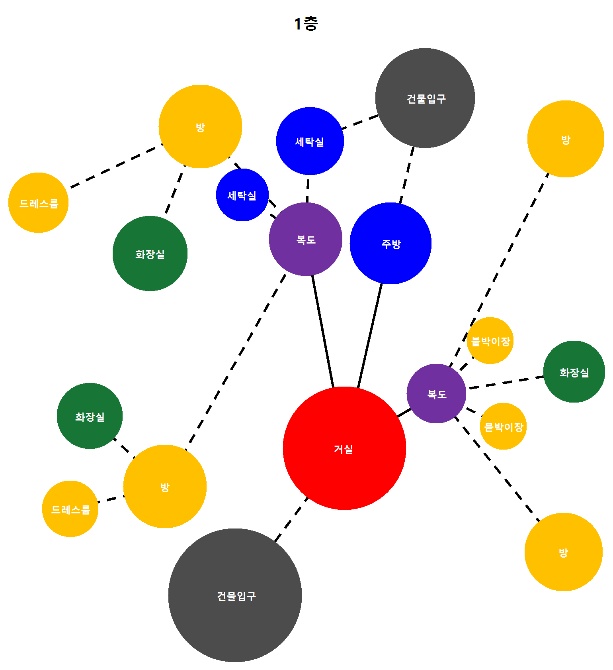 1층
건물입구
방
세탁실
방
세탁실
드레스룸
복도
주방
화장실
붙박이장
화장실
복도
화장실
붙박이장
거실
방
드레스룸
방
건물입구